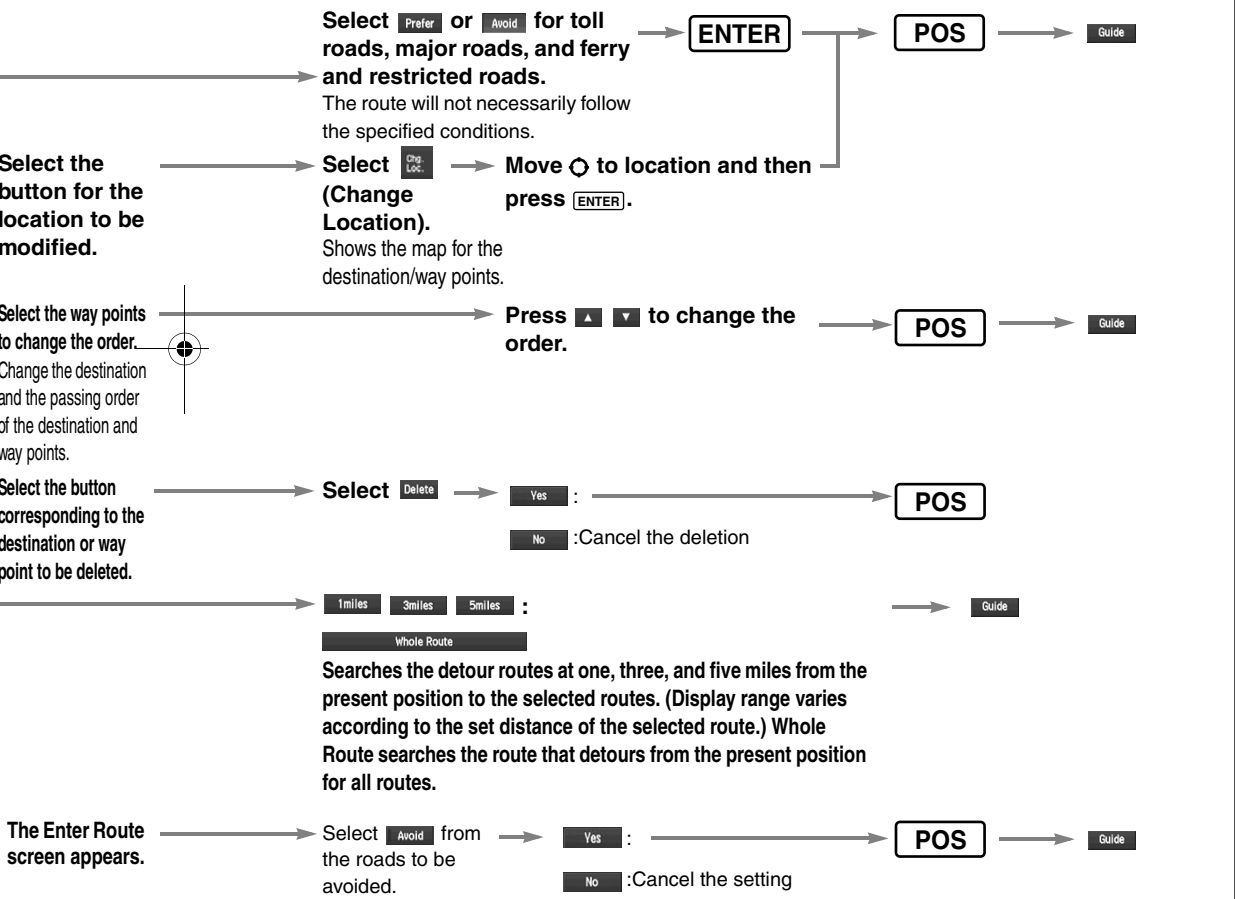 Select Prefer or Avoid for toll
roads, major roads, and ferry
and restricted roads.
The route will not necessarily follow
the specified conditions.
ENTER
POS
Guide
Select the
button for the
location to be
modified.
Select Chg. Loc.
(Change
Location).
Shows the map for the
destination/way points.
Move to location and then
press ENTER.
Select the way points
to change the order.
Change the destination
and the passing order
of the destination and
way points.
Press ▲ ▼ to change the
order.
POS
Guide
Select the button
corresponding to the
destination or way
point to be deleted.
Select Delete
Yes :
No :Cancel the deletion
POS
1miles 3miles 5miles :
Whole Route
Searches the detour routes at one, three, and five miles from the
present position to the selected routes. (Display range varies
according to the set distance of the selected route.) Whole
Route searches the route that detours from the present position
for all routes.
Guide
The Enter Route
screen appears.
Select Avoid from
the roads to be
avoided.
Yes :
No :Cancel the setting
POS
Guide